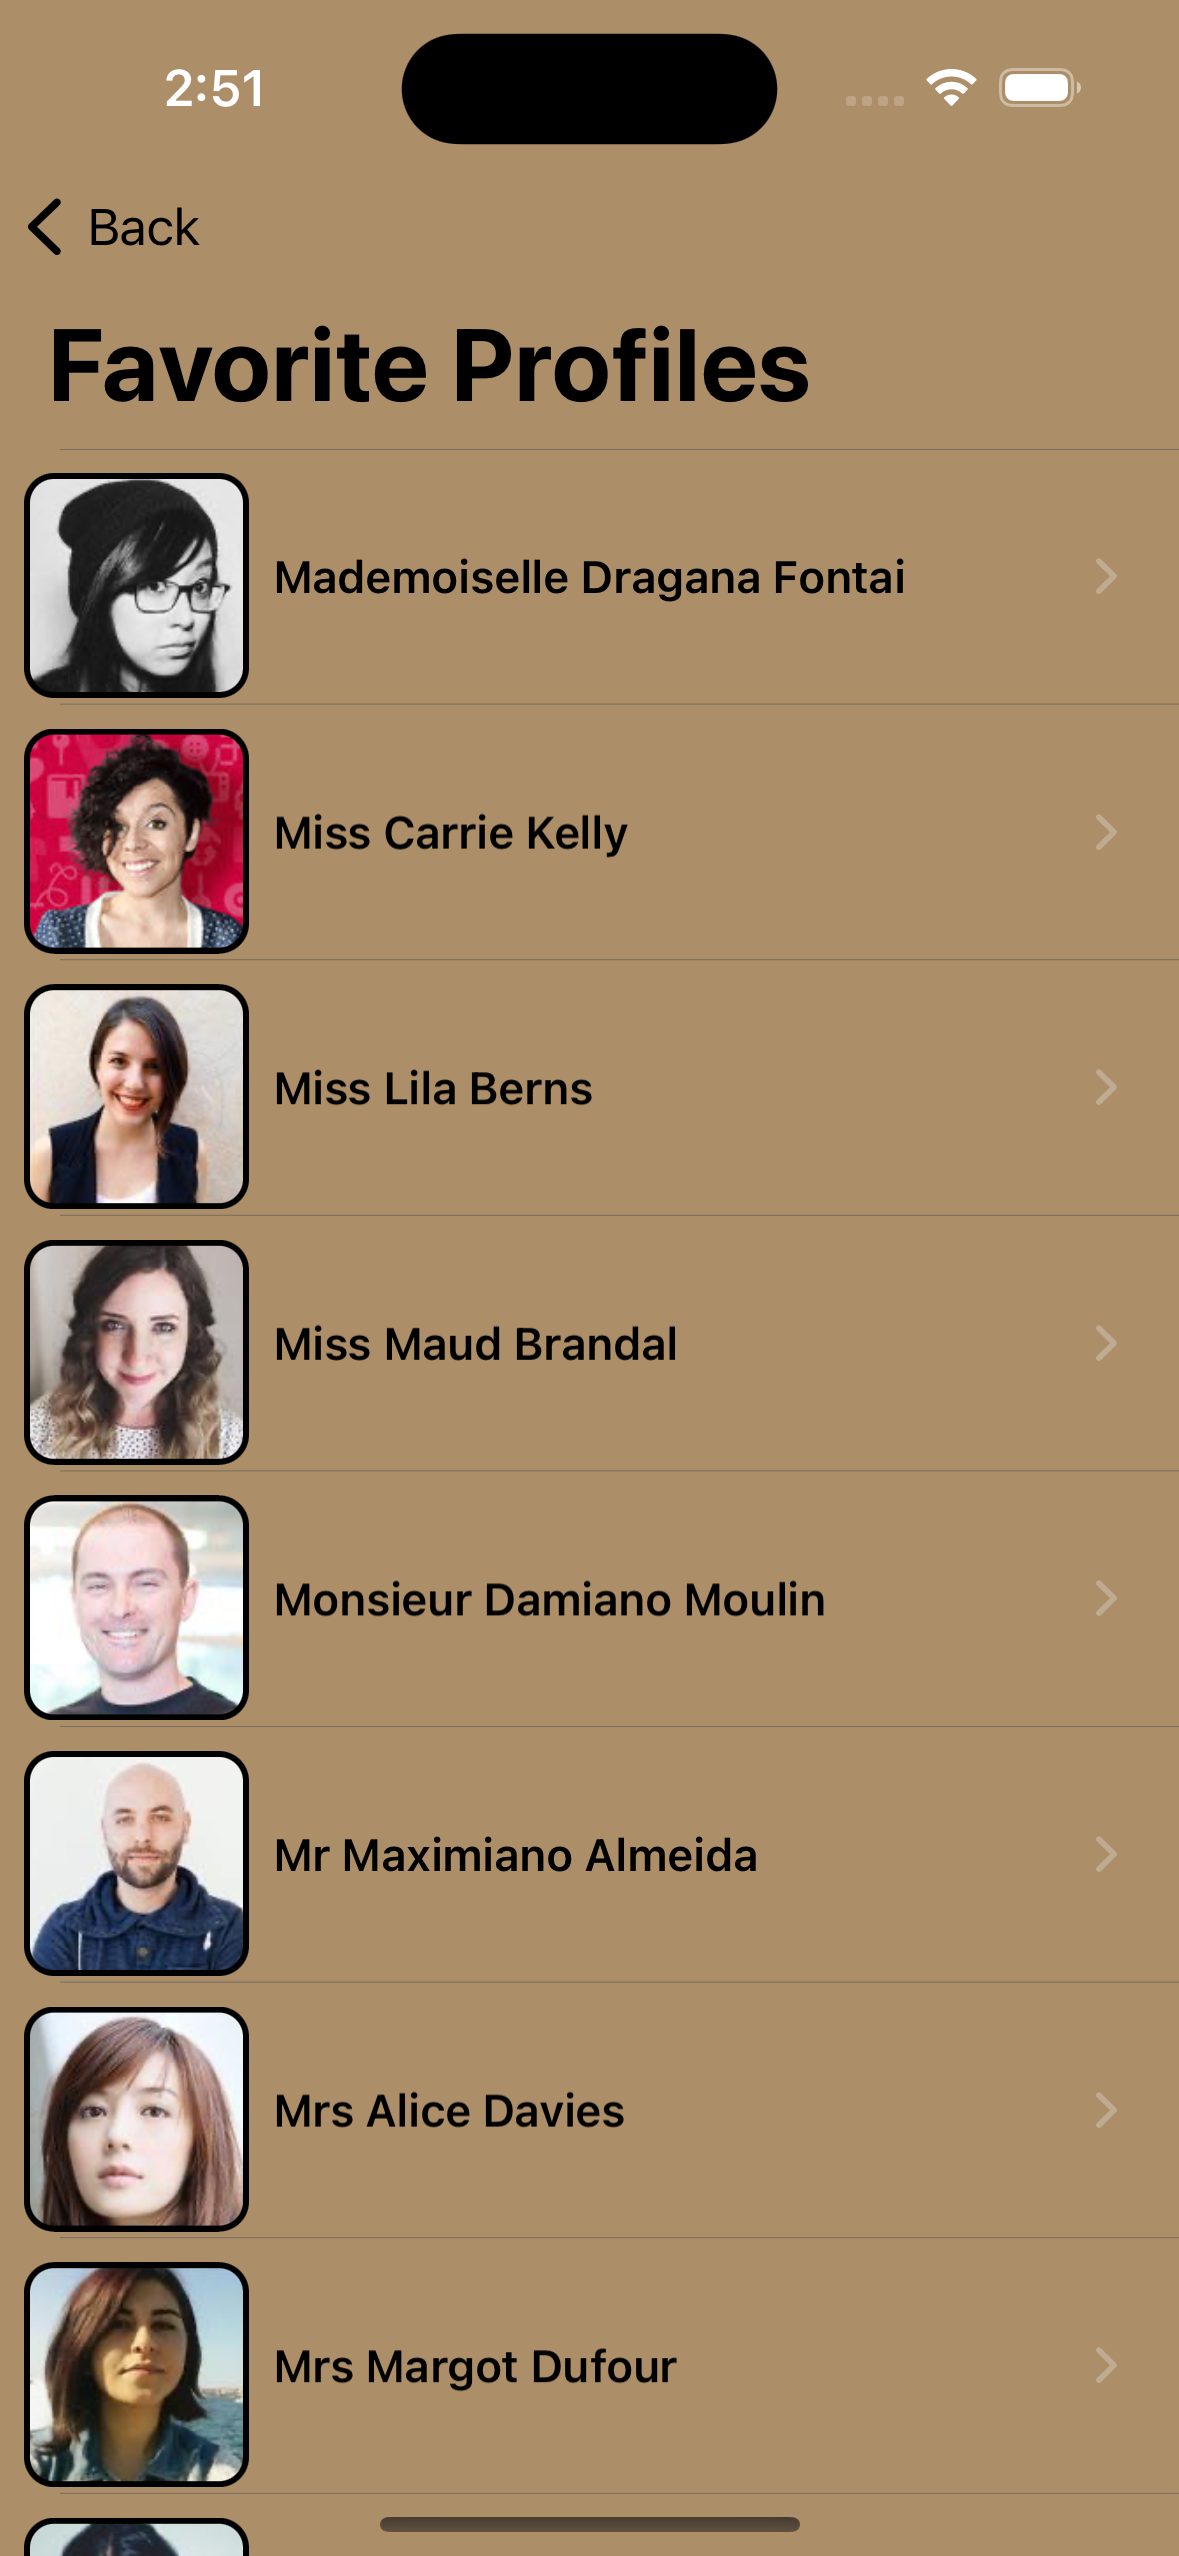 2:51
Back
Favorite Profiles
Mademoiselle Dragana Fontai
Miss Carrie Kelly
Miss Lila Berns
Miss Maud Brandal
Monsieur Damiano Moulin
Mr Maximiano Almeida
Mrs Alice Davies
Mrs Margot Dufour